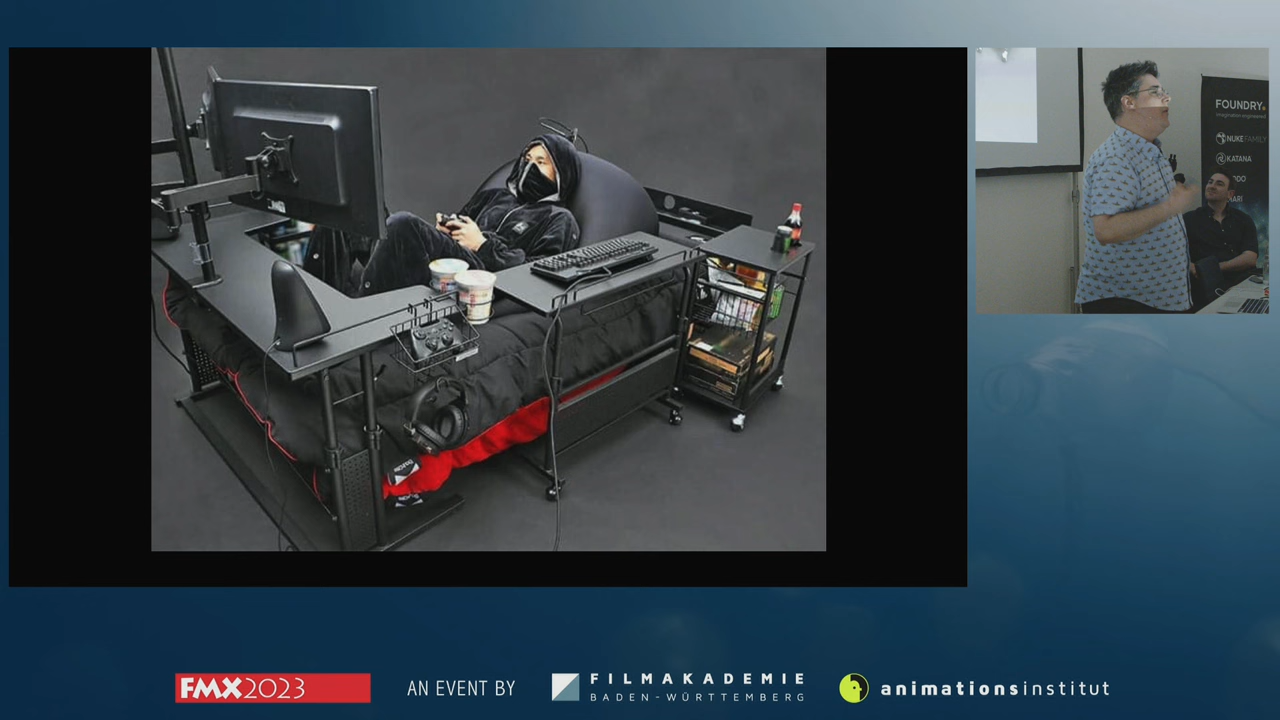 FOUNDRY.
NUKE FAMILY
KATANA
FMX2023
AN EVENT BY
FILMAKADEMIE
BADEN-WÜRTTEMBERG
animationsinstitut